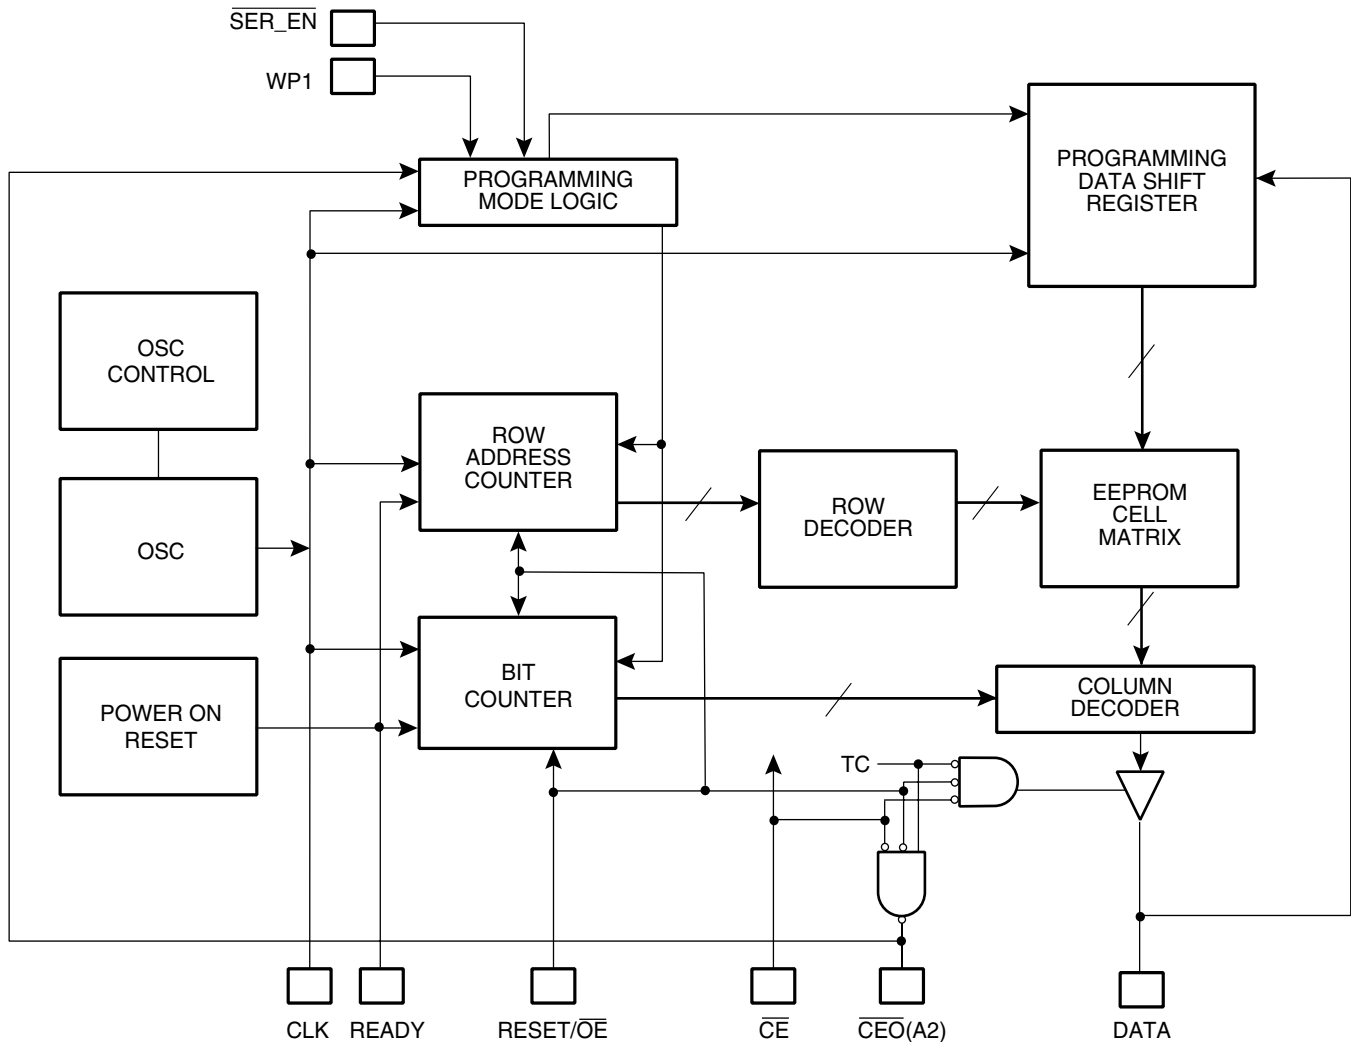 SER_EN
WP1
PROGRAMMING
MODE LOGIC
PROGRAMMING
DATA SHIFT
REGISTER
OSC
CONTROL
ROW
ADDRESS
COUNTER
ROW
DECODER
EEPROM
CELL
MATRIX
OSC
BIT
COUNTER
COLUMN
DECODER
POWER ON
RESET
TC
CLK
READY
RESET/OE
CE
CEO(A2)
DATA